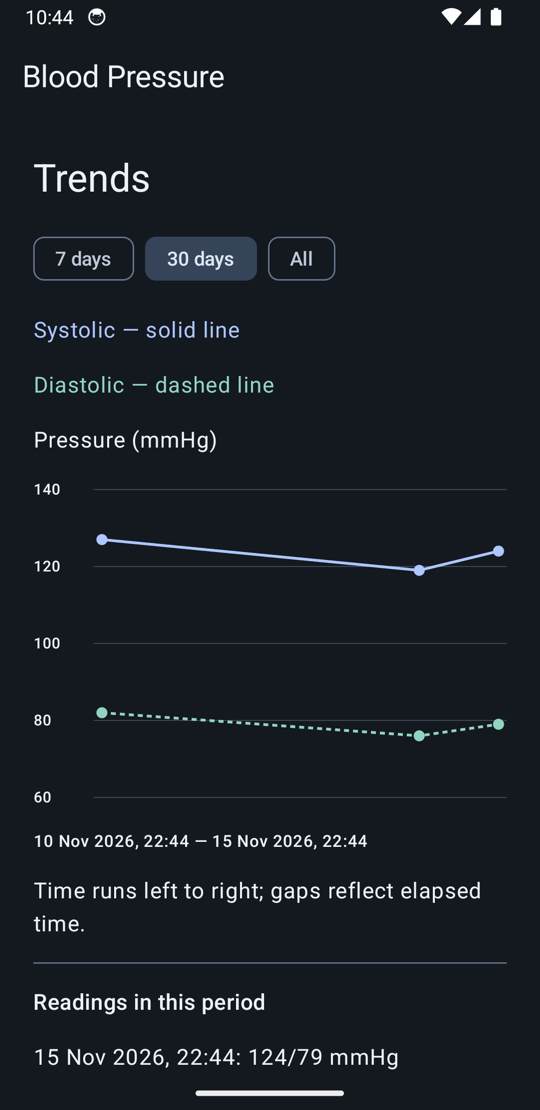 10:44
Blood Pressure
Trends
7 days 30 days All
Systolic — solid line
Diastolic — dashed line
Pressure (mmHg)
140
120
100
80
60
10 Nov 2026, 22:44 — 15 Nov 2026, 22:44
Time runs left to right; gaps reflect elapsed
time.
Readings in this period
15 Nov 2026, 22:44: 124/79 mmHg